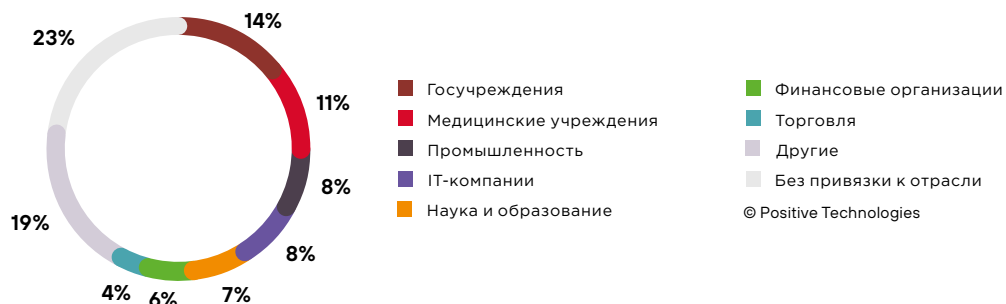 14%
11%
8%
8%
7%
6%
4%
19%
23%
Госучреждения
Медицинские учреждения
Промышленность
IT-компании
Наука и образование
Финансовые организации
Торговля
Другие
Без привязки к отрасли
© Positive Technologies